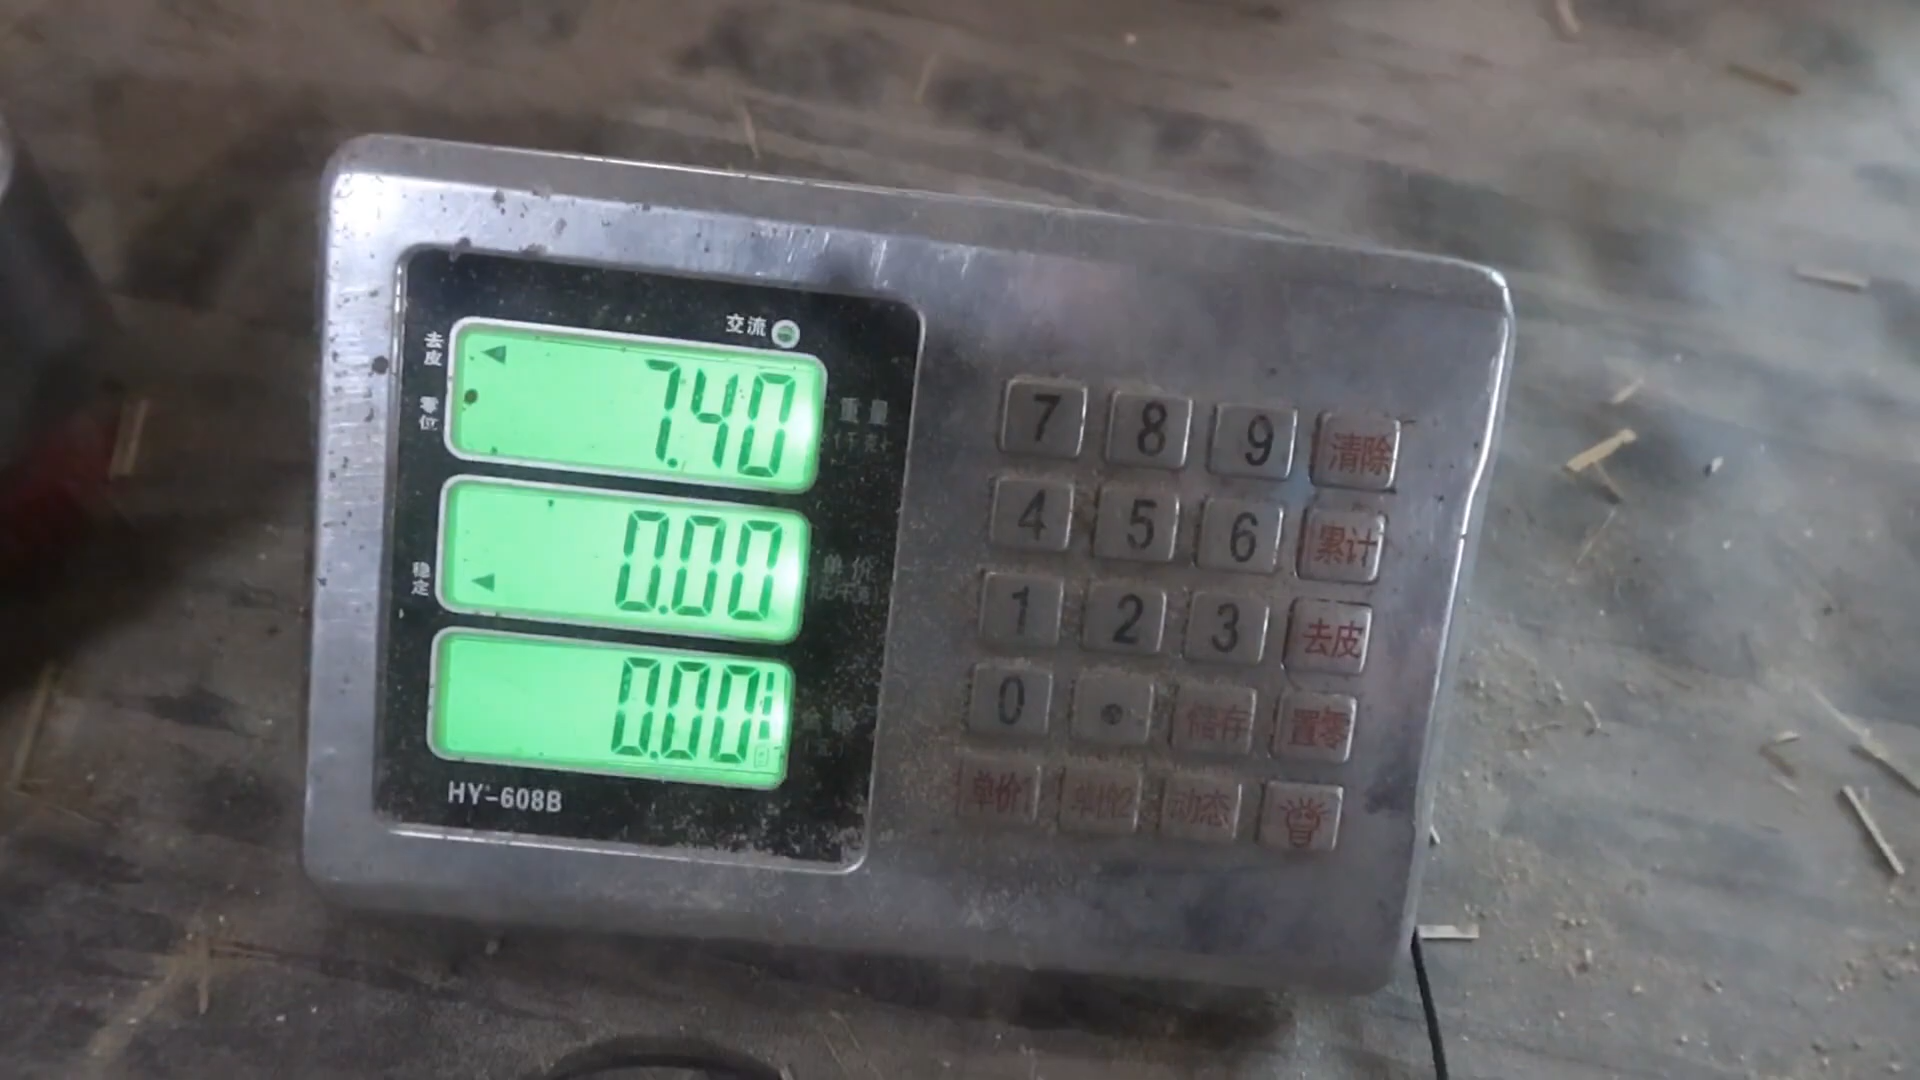 交流
去皮
零位
7.40
重量
稳定
0.00
单价
0.00
HY-608B
7 8 9 清除
4 5 6 累计
1 2 3 去皮
0 . 储存 置零
单价1 单价2 动态